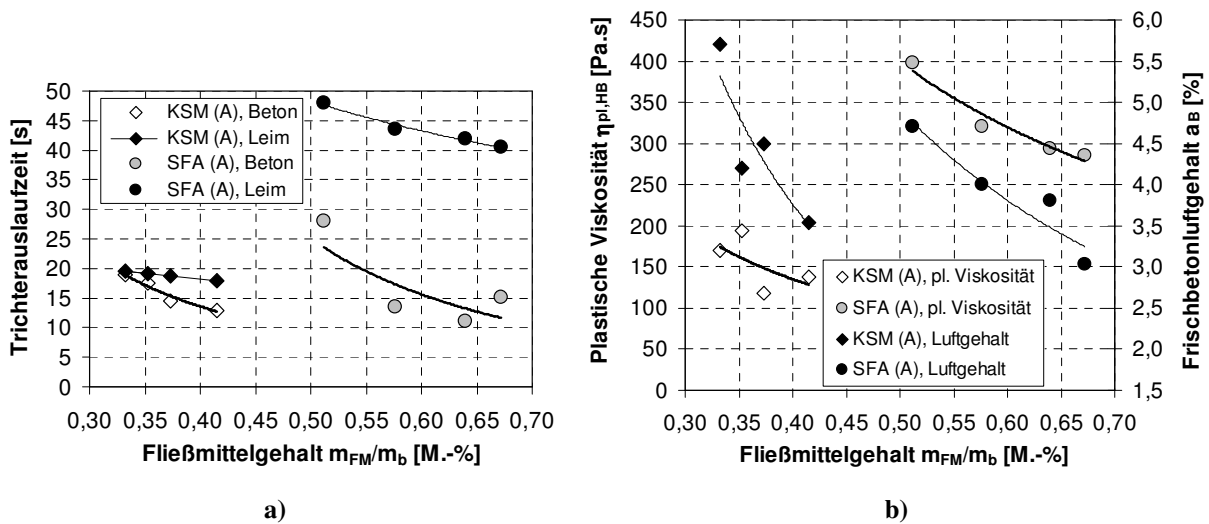 Trichterauslaufzeit [s]
50
45
40
35
30
25
20
15
10
5
0
KSM (A), Beton
KSM (A), Leim
SFA (A), Beton
SFA (A), Leim
0,30 0,35 0,40 0,45 0,50 0,55 0,60 0,65 0,70
Fließmittelgehalt mFM/mb [M.-%]
a)
Plastische Viskosität ηpl,HB [Pa.s]
450
400
350
300
250
200
150
100
50
0
KSM (A), pl. Viskosität
SFA (A), pl. Viskosität
KSM (A), Luftgehalt
SFA (A), Luftgehalt
6,0
5,5
5,0
4,5
4,0
3,5
3,0
2,5
2,0
1,5
Frischbetonluftgehalt aB [%]
0,30 0,35 0,40 0,45 0,50 0,55 0,60 0,65 0,70
Fließmittelgehalt mFM/mb [M.-%]
b)